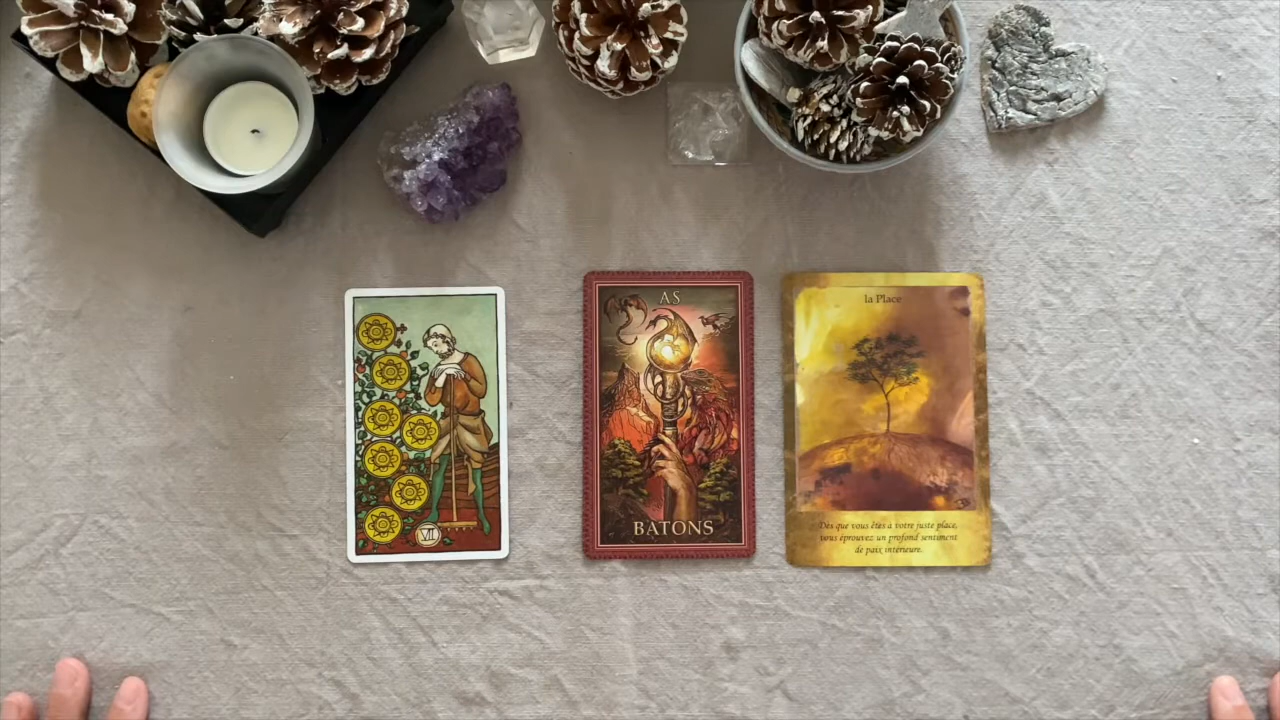 VII
AS
BATONS
la Place
Dès que vous êtes a votre juste place,
vous éprouvez un profond sentiment
de paix intérieure.